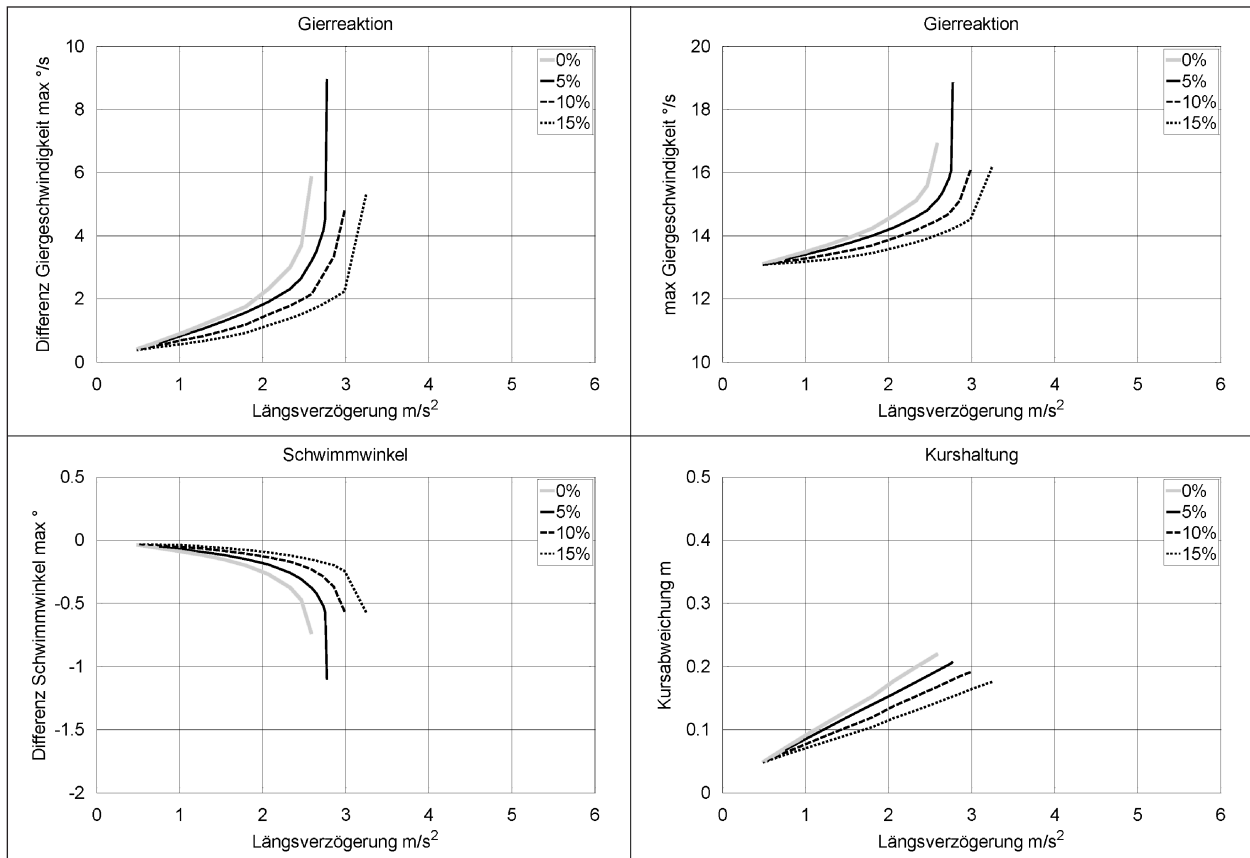 Gierreaktion
Differenz Giergeschwindigkeit max °/s
10
8
6
4
2
0
0%
5%
10%
15%
0 1 2 3 4 5 6
Längsverzögerung m/s²
Gierreaktion
max Giergeschwindigkeit °/s
20
18
16
14
12
10
0%
5%
10%
15%
0 1 2 3 4 5 6
Längsverzögerung m/s²
Schwimmwinkel
Differenz Schwimmwinkel max °
0.5
0
-0.5
-1
-1.5
-2
0%
5%
10%
15%
0 1 2 3 4 5 6
Längsverzögerung m/s²
Kurshaltung
Kursabweichung m
0.5
0.4
0.3
0.2
0.1
0
0%
5%
10%
15%
0 1 2 3 4 5 6
Längsverzögerung m/s²